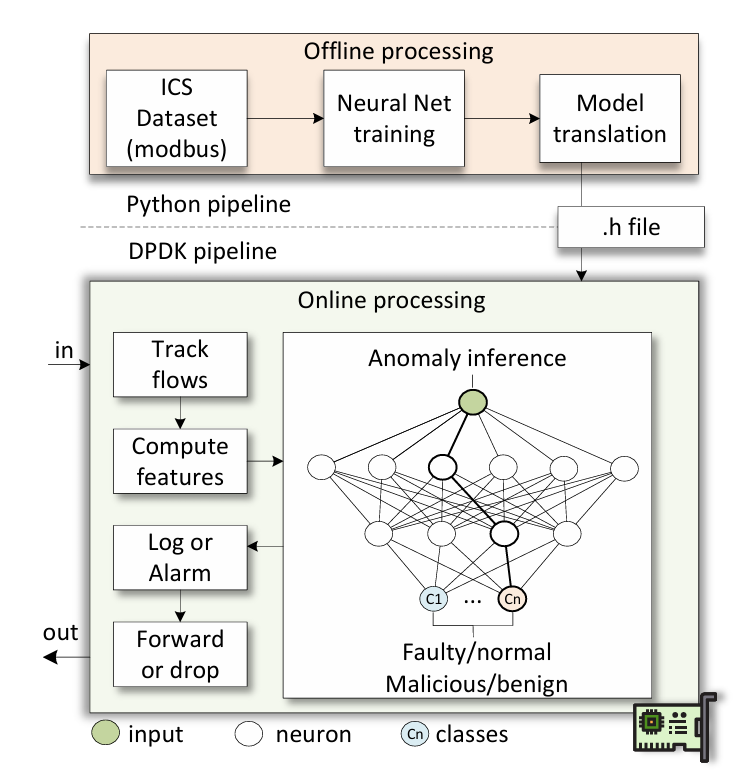 Offline processing
ICS
Dataset
(modbus)
Neural Net
training
Model
translation
Python pipeline
.h file
DPDK pipeline
Online processing
in
Track
flows
Compute
features
Log or
Alarm
Forward
or drop
out
Anomaly inference
C1
...
Cn
Faulty/normal
Malicious/benign
input
neuron
Cn
classes